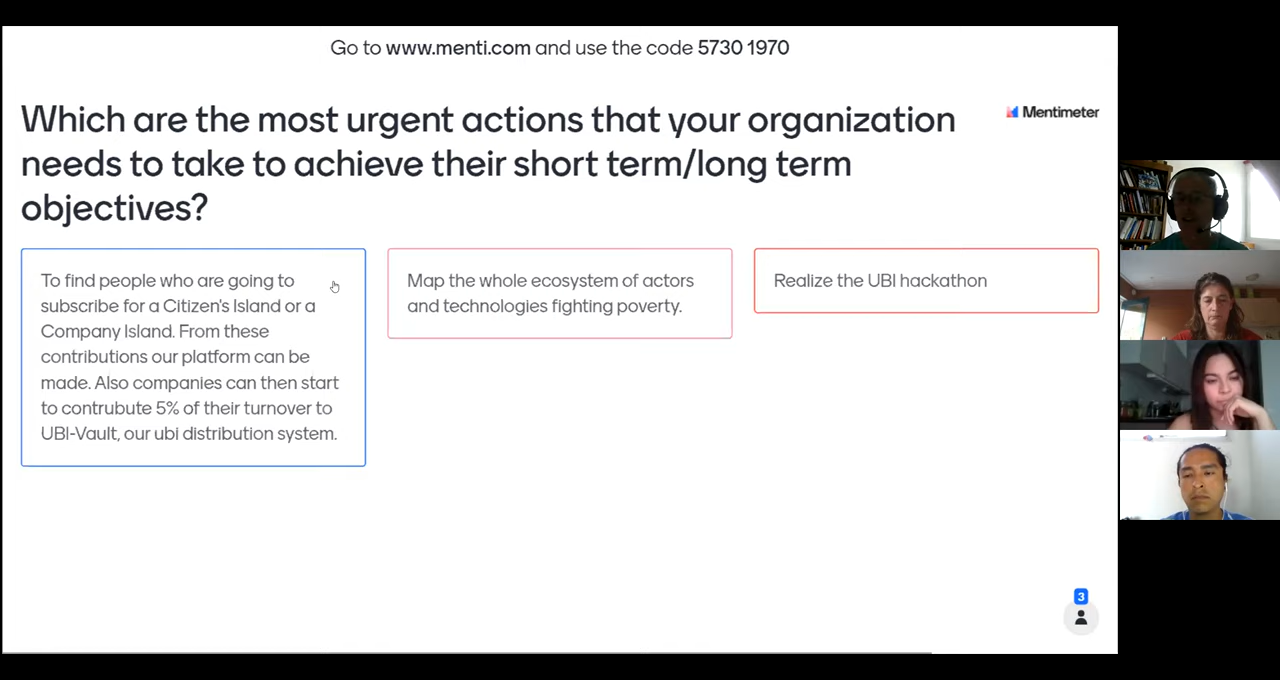 Go to www.menti.com and use the code 5730 1970
Which are the most urgent actions that your organization
needs to take to achieve their short term/long term
objectives?
Mentimeter
To find people who are going to
subscribe for a Citizen's Island or a
Company Island. From these
contributions our platform can be
made. Also companies can then start
to contrubute 5% of their turnover to
UBI-Vault, our ubi distribution system.
Map the whole ecosystem of actors
and technologies fighting poverty.
Realize the UBI hackathon
3